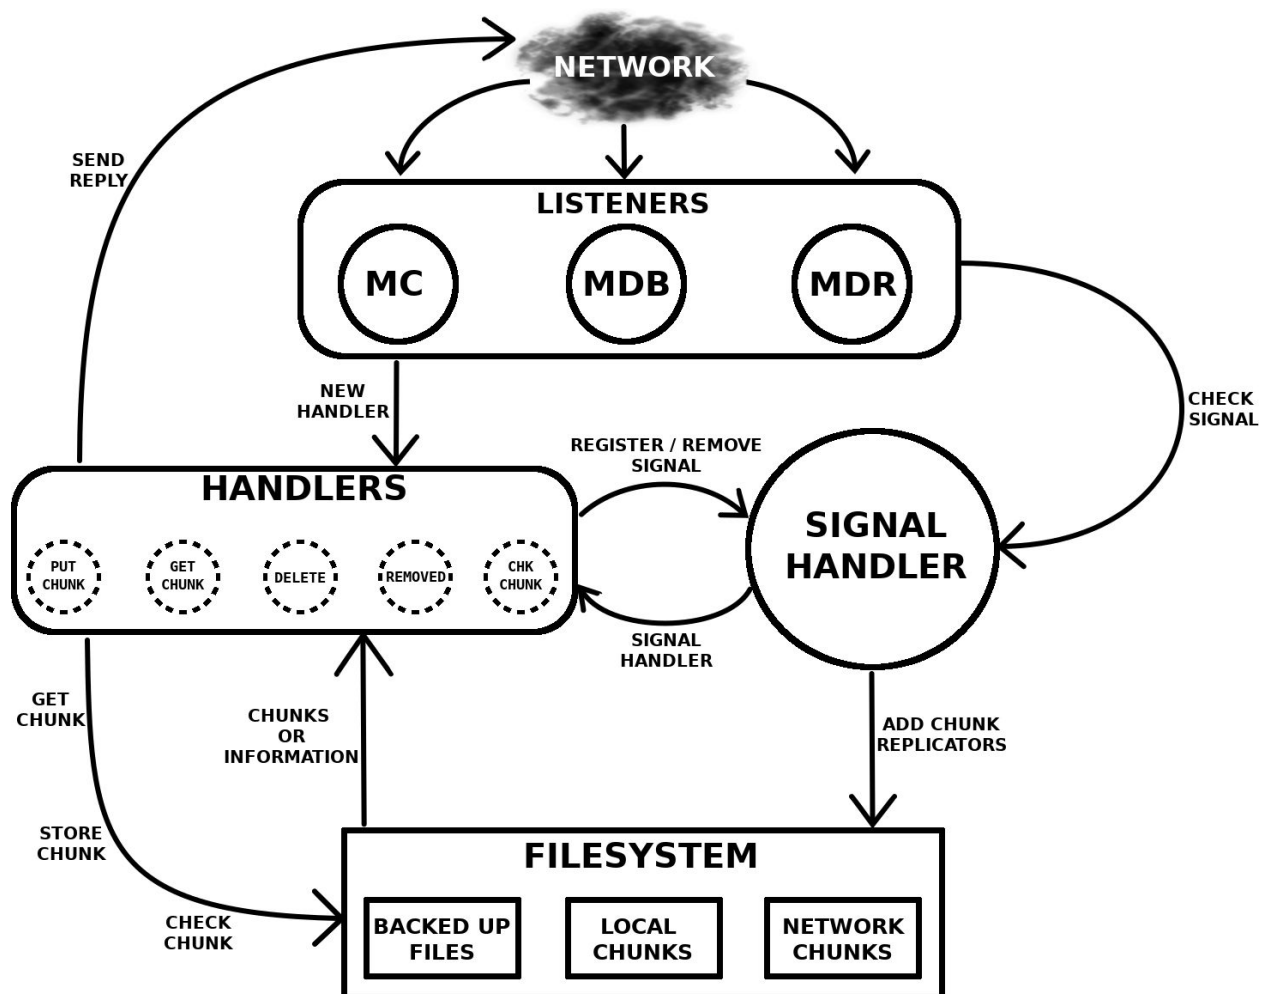 NETWORK
SEND
REPLY
LISTENERS
MC
MDB
MDR
NEW
HANDLER
CHECK
SIGNAL
REGISTER / REMOVE
SIGNAL
HANDLERS
PUT
CHUNK
GET
CHUNK
DELETE
REMOVED
CHK
CHUNK
SIGNAL
HANDLER
SIGNAL
HANDLER
GET
CHUNK
CHUNKS
OR
INFORMATION
ADD CHUNK
REPLICATORS
STORE
CHUNK
CHECK
CHUNK
FILESYSTEM
BACKED UP
FILES
LOCAL
CHUNKS
NETWORK
CHUNKS